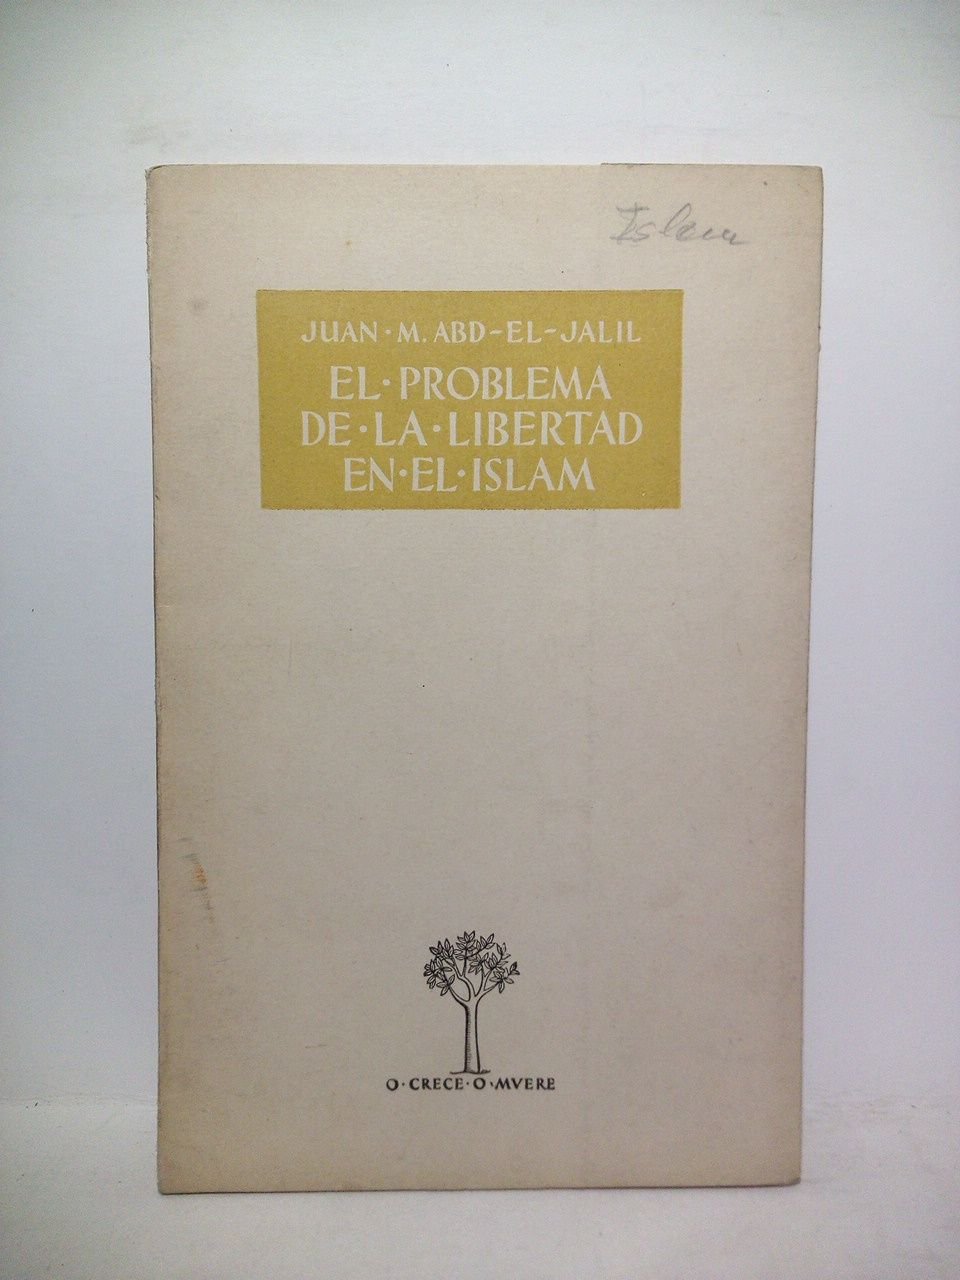 Islam
JUAN·M. ABD-EL-JALIL
EL·PROBLEMA
DE·LA·LIBERTAD
EN·EL·ISLAM
O·CRECE·O·MVERE